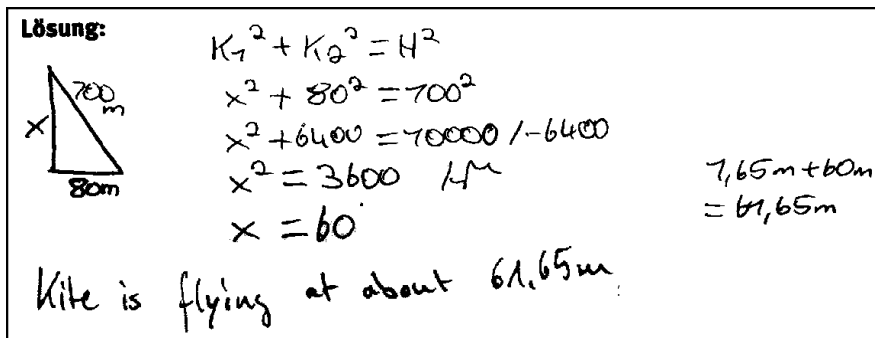 Lösung:
K₁² + K₂² = H²
100 m
x
80m
x² + 80² = 100²
x² + 6400 = 10000 /-6400
x² = 3600 /√
x = 60
1,65m + 60m
= 61,65m
Kite is flying at about 61,65m